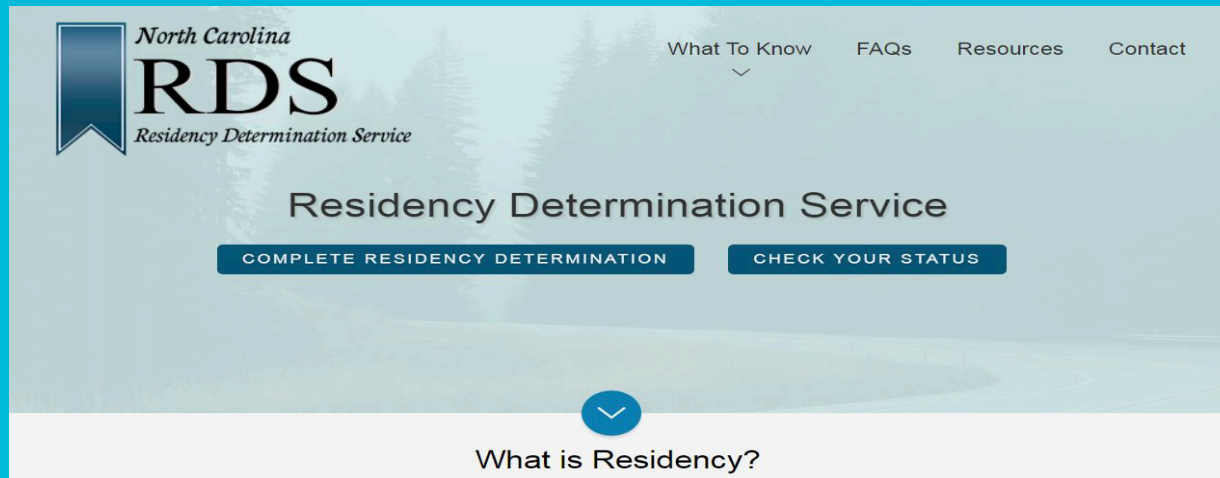 North Carolina
RDS
Residency Determination Service
What To Know
FAQs
Resources
Contact
Residency Determination Service
COMPLETE RESIDENCY DETERMINATION
CHECK YOUR STATUS
What is Residency?